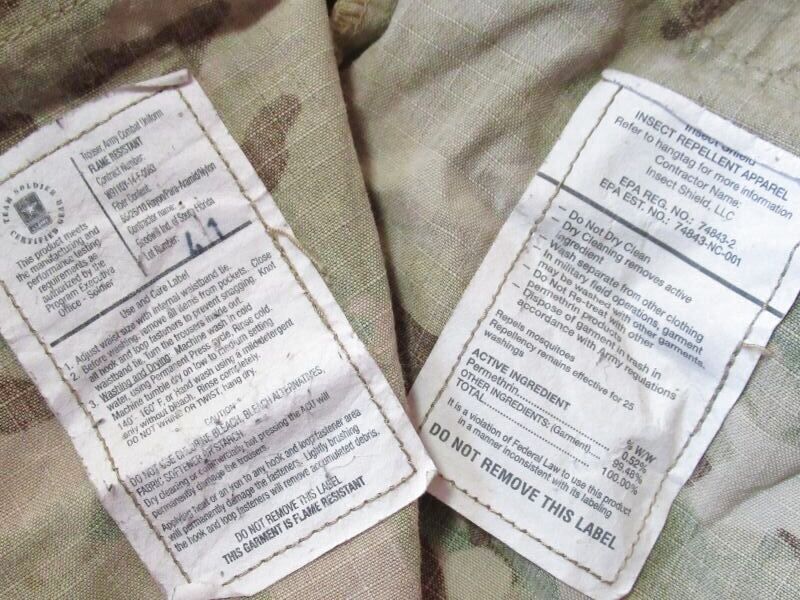 TEAM SOLDIER
CERTIFIED
This product meets
the manufacturing and
performance testing
requirements as
authorized by the
Program Executive
Office - Soldier
Trouser Army Combat Uniform
FLAME RESISTANT
Contract Number:
Fiber Content:
65/25/10 Rayon/Para-Aramid/Nylon
Contractor name:
Goodwill Ind. of South Florida
Lot Number:
Use and Care Label
1. Adjust waist size with internal waistband tie.
2. Before washing, remove all items from pockets. Close
all hook and loop fasteners to prevent clogging. Knot
waistband tie. Turn the trousers inside out.
3. Washing and Drying: Machine wash in cold
water, using Permanent Press cycle. Rinse cold.
Machine tumble dry on low to medium setting
140° - 160° F, or Hand wash using a mild detergent
only without bleach. Rinse completely.
DO NOT WRING OR TWIST, hang dry.
CAUTION
DO NOT USE CHLORINE BLEACH, BLEACH ALTERNATIVES,
FABRIC SOFTENER OR STARCH.
Dry cleaning or commercially hot pressing the ACU will
permanently damage the trousers.
Applying heat or an iron to any hook and loop fastener area
will permanently damage the fasteners. Lightly brushing
the hook and loop fasteners will remove accumulated debris.
DO NOT REMOVE THIS LABEL
THIS GARMENT IS FLAME RESISTANT
Insect Shield
INSECT REPELLENT APPAREL
Refer to hangtag for more information
Contractor Name:
Insect Shield, LLC
EPA REG. NO.: 74843-2
EPA EST. NO.: 74843-NC-001
– Do Not Dry Clean
– Dry Cleaning removes active
ingredient
– Wash separate from other clothing
In military field operations, garment
may be washed with other garments.
– Do Not Re-treat with other
permethrin products
– Dispose of garment in trash in
accordance with Army regulations
Repels mosquitoes
Repellency remains effective for 25
washings
ACTIVE INGREDIENT % W/W
Permethrin 0.52%
OTHER INGREDIENTS: (Garment) 99.48%
TOTAL 100.00%
It is a violation of Federal Law to use this product
in a manner inconsistent with its labeling
DO NOT REMOVE THIS LABEL